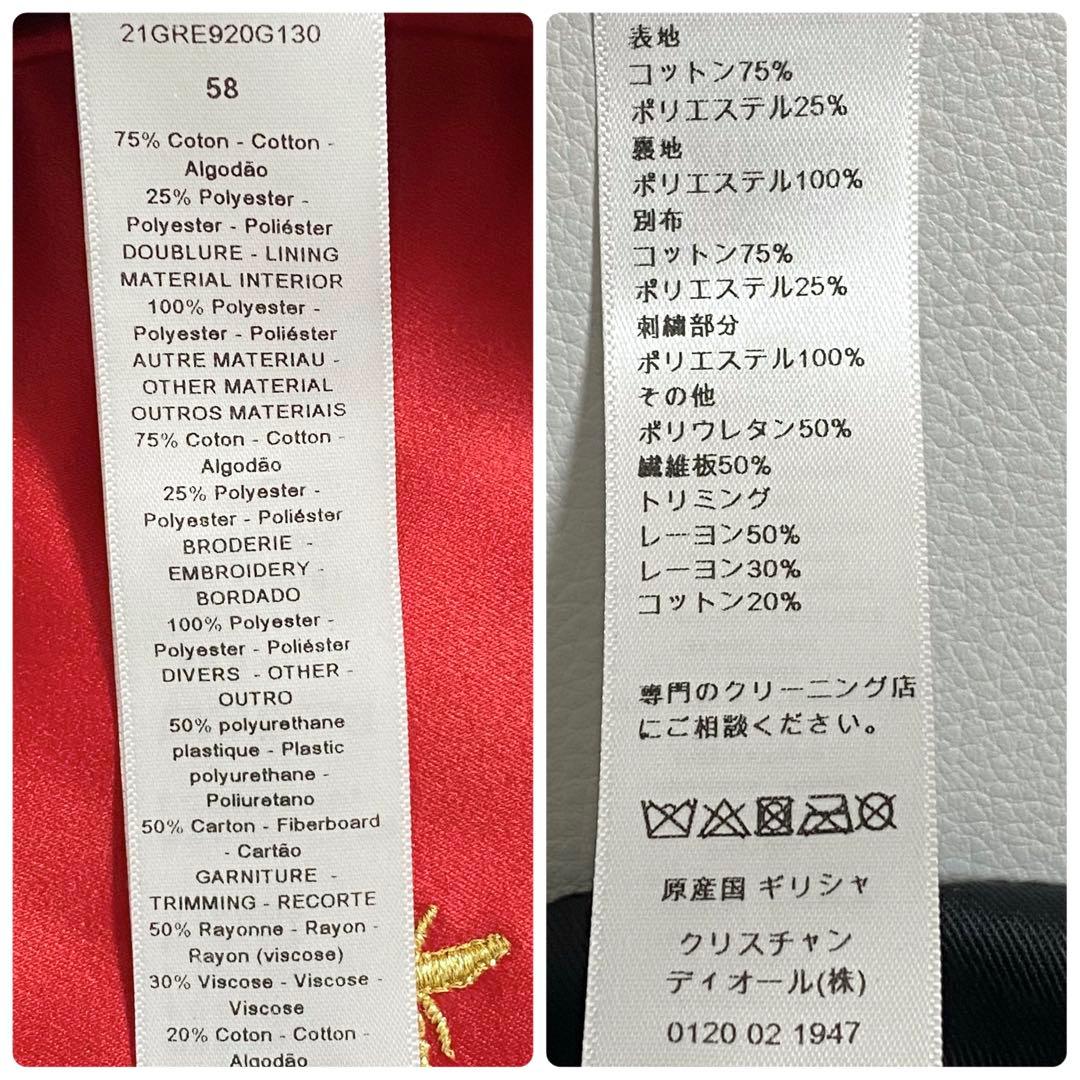 21GRE920G130
58
75% Coton - Cotton -
Algodão
25% Polyester -
Polyester - Poliéster
DOUBLURE - LINING
MATERIAL INTERIOR
100% Polyester -
Polyester - Poliéster
AUTRE MATERIAU -
OTHER MATERIAL
OUTROS MATERIAIS
75% Coton - Cotton -
Algodão
25% Polyester -
Polyester - Poliéster
BRODERIE -
EMBROIDERY -
BORDADO
100% Polyester -
Polyester - Poliéster
DIVERS - OTHER -
OUTRO
50% polyurethane
plastique - Plastic
polyurethane -
Poliuretano
50% Carton - Fiberboard
- Cartão
GARNITURE -
TRIMMING - RECORTE
50% Rayonne - Rayon -
Rayon (viscose)
30% Viscose - Viscose -
Viscose
20% Coton - Cotton -
Algodão
表地
コットン75%
ポリエステル25%
裏地
ポリエステル100%
別布
コットン75%
ポリエステル25%
刺繍部分
ポリエステル100%
その他
ポリウレタン50%
繊維板50%
トリミング
レーヨン50%
レーヨン30%
コットン20%
専門のクリーニング店
にご相談ください。
原産国 ギリシャ
クリスチャン
ディオール(株)
0120 02 1947